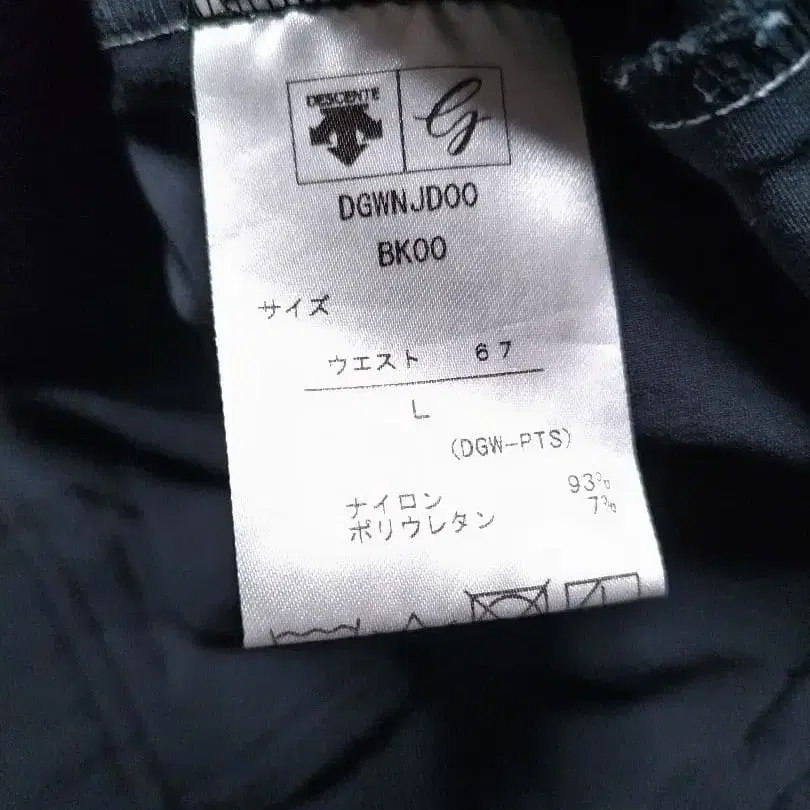 DESCENTE G
DGWNJD00
BK00
サイズ
ウエスト 67
L
(DGW-PTS)
ナイロン 93%
ポリウレタン 7%